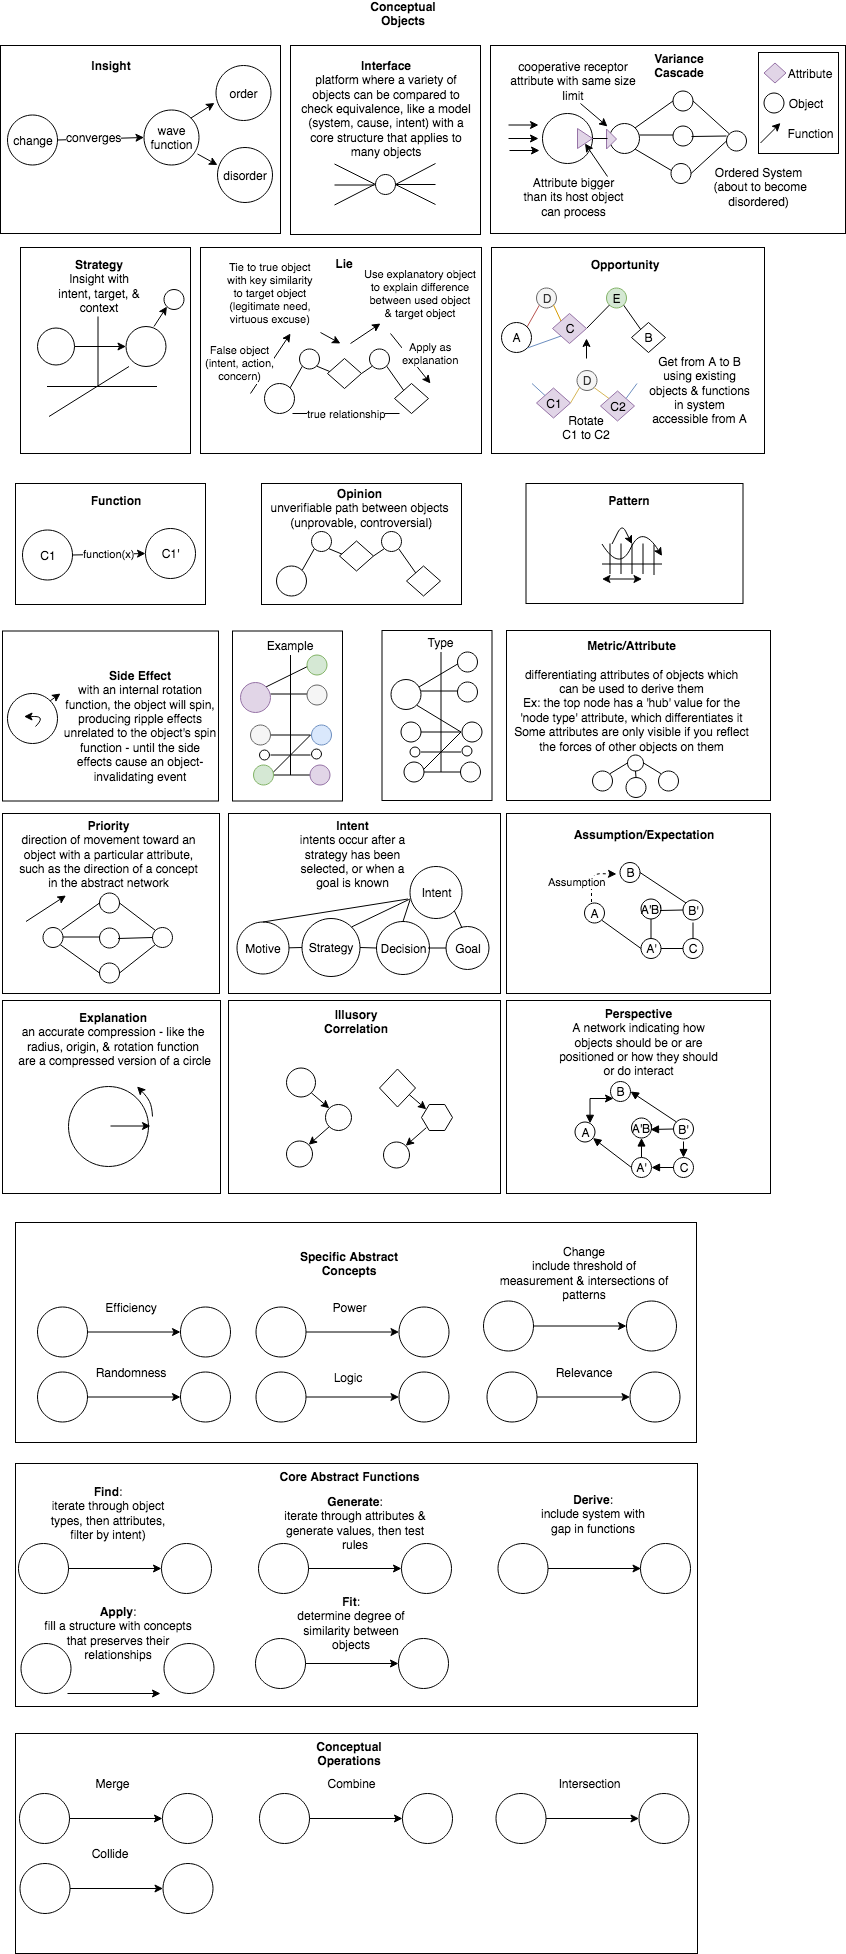 Conceptual
Objects
Insight
change
converges
wave
function
order
disorder
Interface
platform where a variety of
objects can be compared to
check equivalence, like a model
(system, cause, intent) with a
core structure that applies to
many objects
Variance
Cascade
cooperative receptor
attribute with same size
limit
Attribute bigger
than its host object
can process
Ordered System
(about to become
disordered)
Attribute
Object
Function
Strategy
Insight with
intent, target, &
context
Lie
Tie to true object
with key similarity
to target object
(legitimate need,
virtuous excuse)
Use explanatory object
to explain difference
between used object
& target object
False object
(intent, action,
concern)
Apply as
explanation
true relationship
Opportunity
D
E
A
C
B
D
C1
C2
Rotate
C1 to C2
Get from A to B
using existing
objects & functions
in system
accessible from A
Function
C1
function(x)
C1'
Opinion
unverifiable path between objects
(unprovable, controversial)
Pattern
Side Effect
with an internal rotation
function, the object will spin,
producing ripple effects
unrelated to the object's spin
function - until the side
effects cause an object-
invalidating event
Example
Type
Metric/Attribute
differentiating attributes of objects which
can be used to derive them
Ex: the top node has a 'hub' value for the
'node type' attribute, which differentiates it
Some attributes are only visible if you reflect
the forces of other objects on them
Priority
direction of movement toward an
object with a particular attribute,
such as the direction of a concept
in the abstract network
Intent
intents occur after a
strategy has been
selected, or when a
goal is known
Intent
Motive
Strategy
Decision
Goal
Assumption/Expectation
Assumption
B
A
A'B
B'
A'
C
Explanation
an accurate compression - like the
radius, origin, & rotation function
are a compressed version of a circle
Illusory
Correlation
Perspective
A network indicating how
objects should be or are
positioned or how they should
or do interact
B
A
A'B
B'
A'
C
Specific Abstract
Concepts
Change
include threshold of
measurement & intersections of
patterns
Efficiency
Power
Randomness
Logic
Relevance
Core Abstract Functions
Find:
iterate through object
types, then attributes,
filter by intent)
Generate:
iterate through attributes &
generate values, then test
rules
Derive:
include system with
gap in functions
Apply:
fill a structure with concepts
that preserves their
relationships
Fit:
determine degree of
similarity between
objects
Conceptual
Operations
Merge
Combine
Intersection
Collide